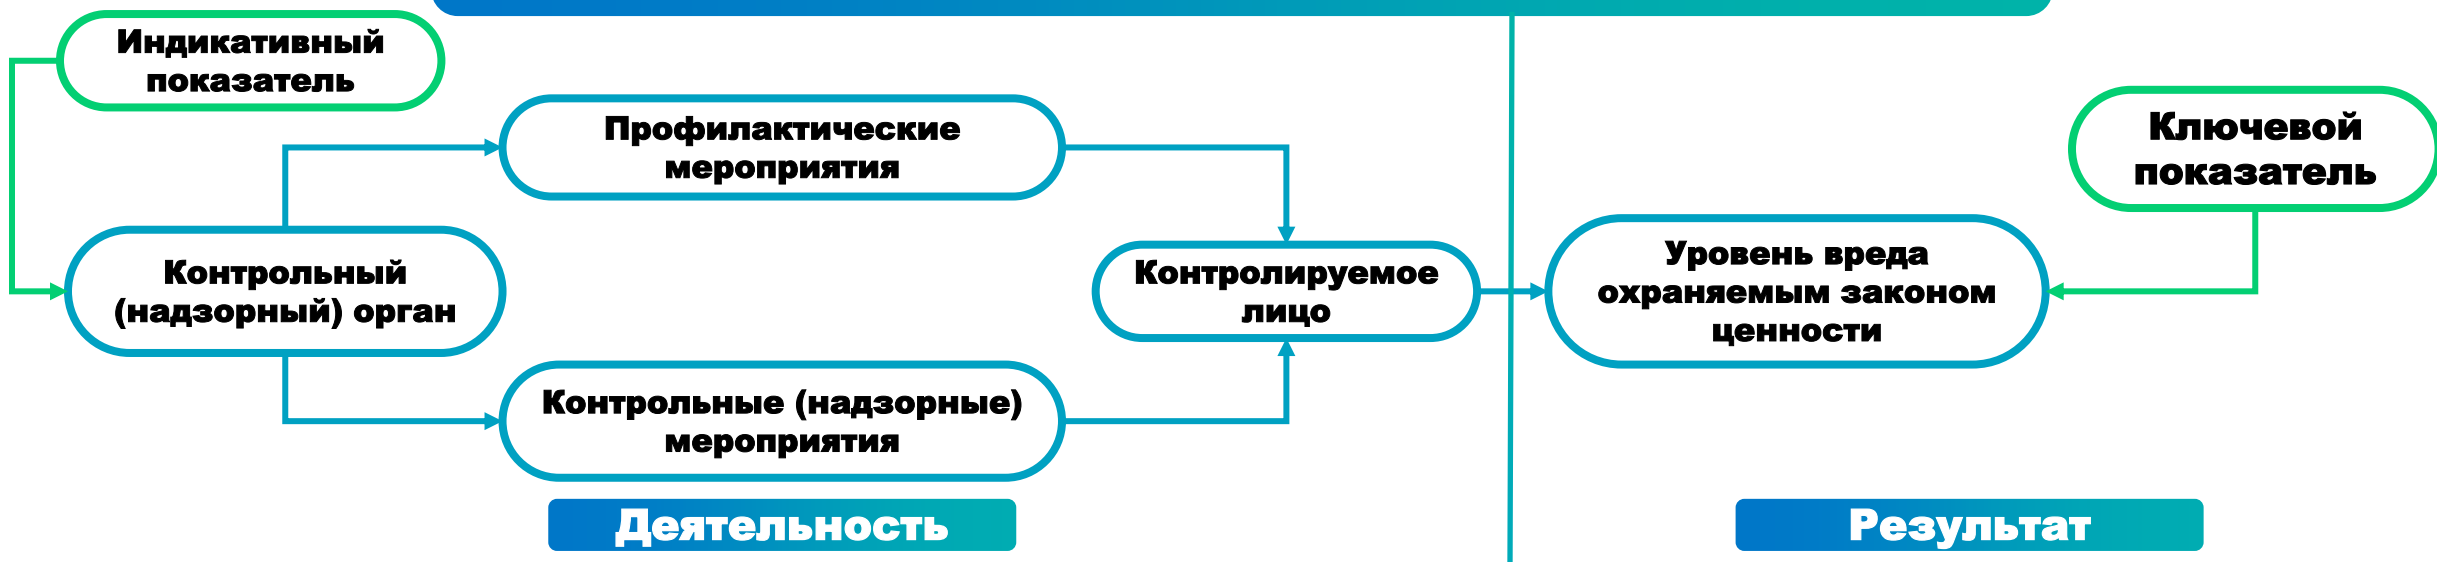 Индикативный
показатель
Профилактические
мероприятия
Ключевой
показатель
Контрольный
(надзорный) орган
Контролируемое
лицо
Уровень вреда
охраняемым законом
ценности
Контрольные (надзорные)
мероприятия
Деятельность
Результат